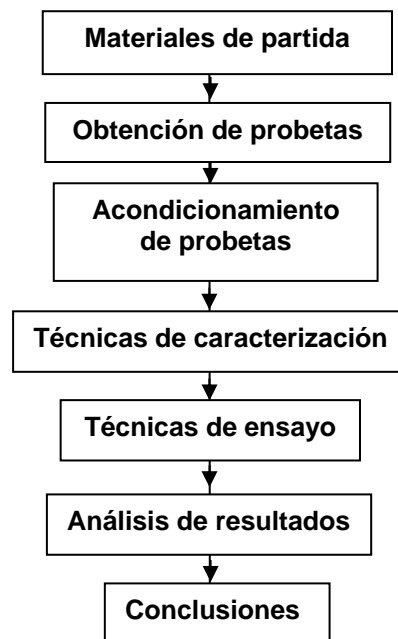 Materiales de partida
Obtención de probetas
Acondicionamiento
de probetas
Técnicas de caracterización
Técnicas de ensayo
Análisis de resultados
Conclusiones